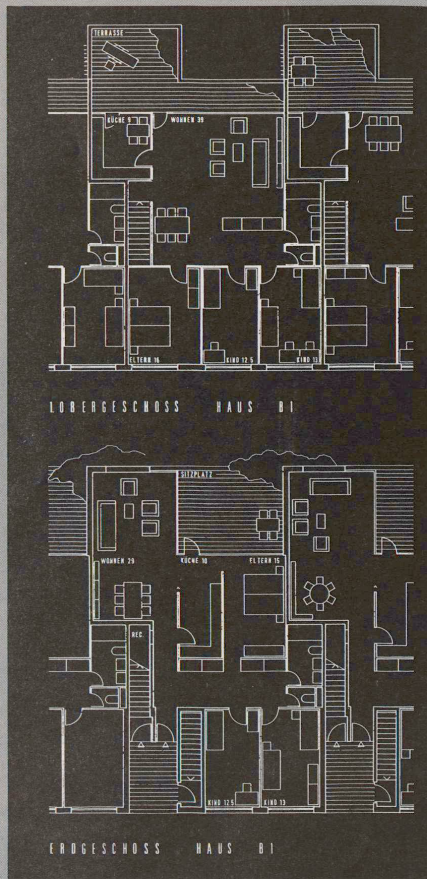 TERRASSE
KÜCHE 9 WOHNEN 39
ELTERN 16 KIND 12.5 KIND 13
1.OBERGESCHOSS HAUS B1
SITZPLATZ
WOHNEN 29 KÜCHE 10 ELTERN 15
RED.
KIND 12.5 KIND 13
ERDGESCHOSS HAUS B1